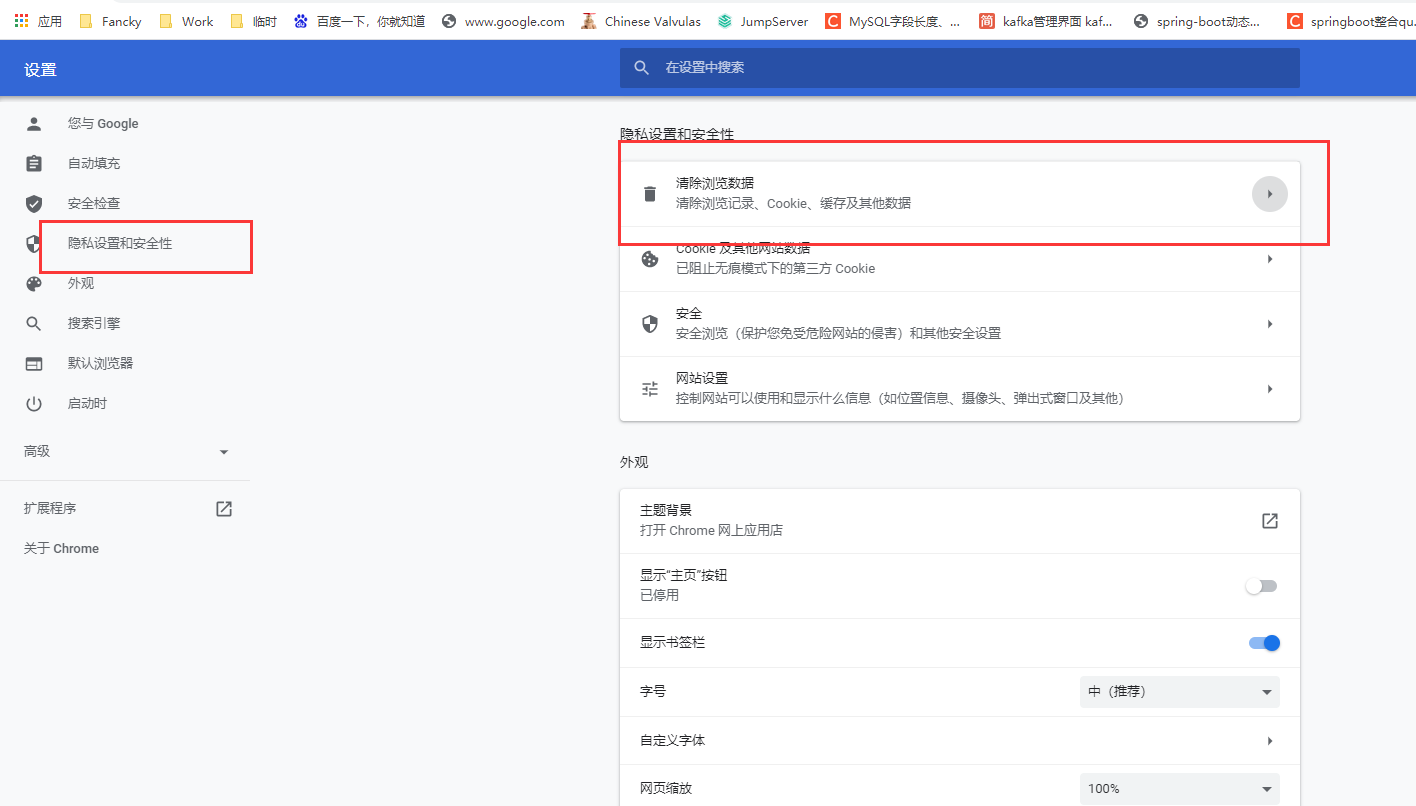 应用 Fancky Work 临时 百度一下，你就知道 www.google.com Chinese Valvulas JumpServer MySQL字段长度、... kafka管理界面 kaf... spring-boot动态... springboot整合qu...
设置
在设置中搜索
您与 Google
自动填充
安全检查
隐私设置和安全性
外观
搜索引擎
默认浏览器
启动时
高级
扩展程序
关于 Chrome
隐私设置和安全性
清除浏览数据
清除浏览记录、Cookie、缓存及其他数据
Cookie 及其他网站数据
已阻止无痕模式下的第三方 Cookie
安全
安全浏览（保护您免受危险网站的侵害）和其他安全设置
网站设置
控制网站可以使用和显示什么信息（如位置信息、摄像头、弹出式窗口及其他）
外观
主题背景
打开 Chrome 网上应用店
显示“主页”按钮
已停用
显示书签栏
字号
中（推荐）
自定义字体
网页缩放
100%